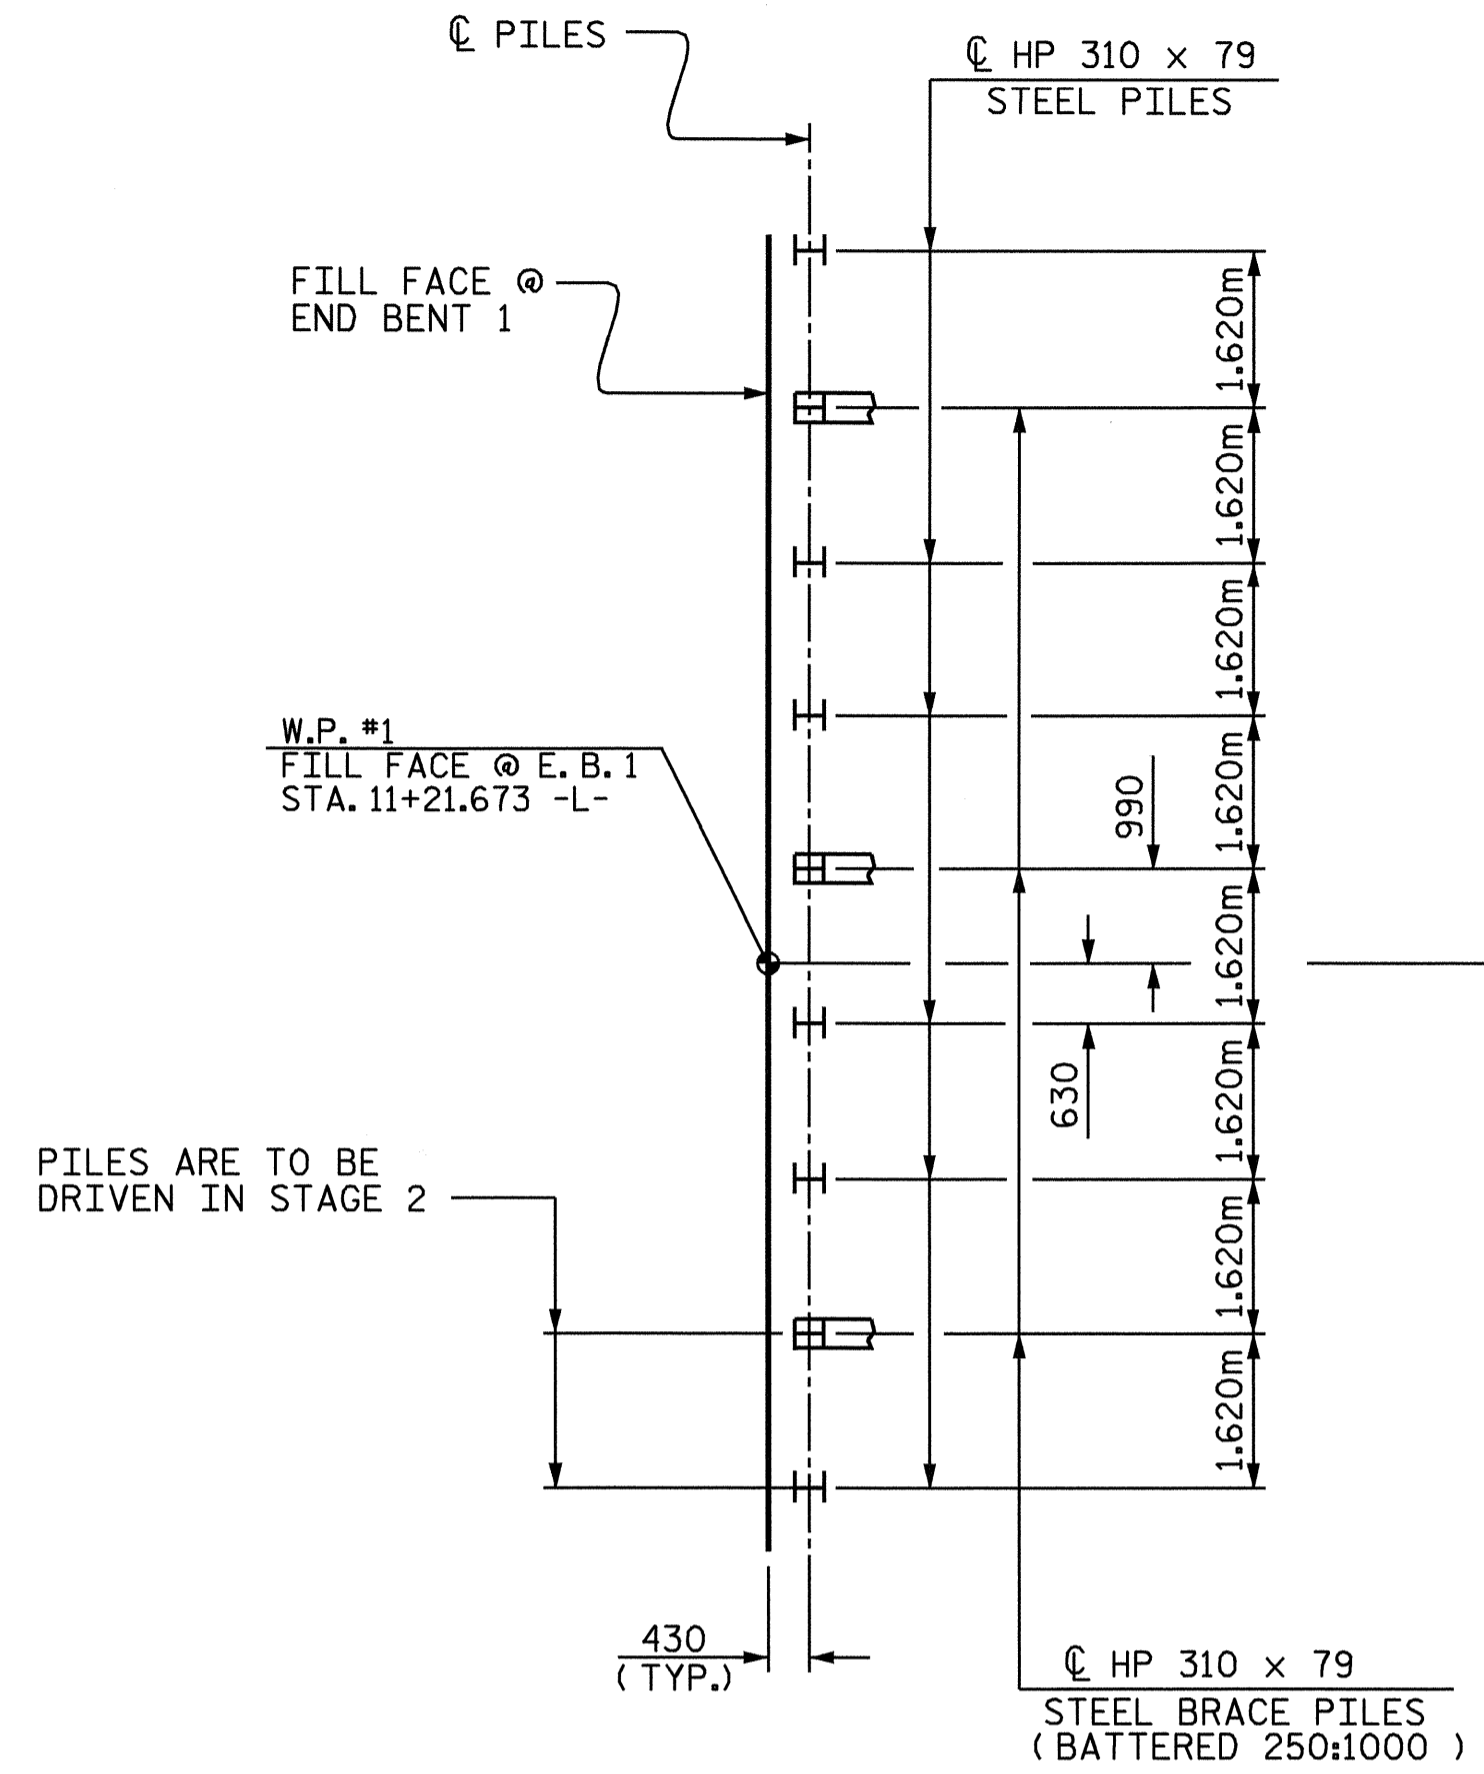 ℄ PILES
℄ HP 310 x 79
STEEL PILES
FILL FACE @
END BENT 1
1.620m
1.620m
1.620m
W.P. #1
FILL FACE @ E.B.1
STA. 11+21.673 -L-
990
1.620m
1.620m
630
1.620m
PILES ARE TO BE
DRIVEN IN STAGE 2
1.620m
1.620m
430
(TYP.)
℄ HP 310 x 79
STEEL BRACE PILES
(BATTERED 250:1000 )